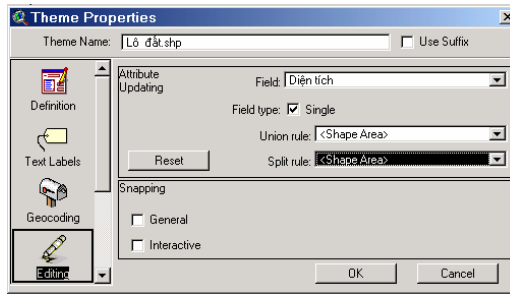 Theme Properties
Theme Name: Lô đất.shp Use Suffix
Definition
Text Labels
Geocoding
Editing
Attribute Updating
Field: Diện tích
Field type: Single
Union rule: <Shape Area>
Reset Split rule: <Shape Area>
Snapping
General
Interactive
OK Cancel